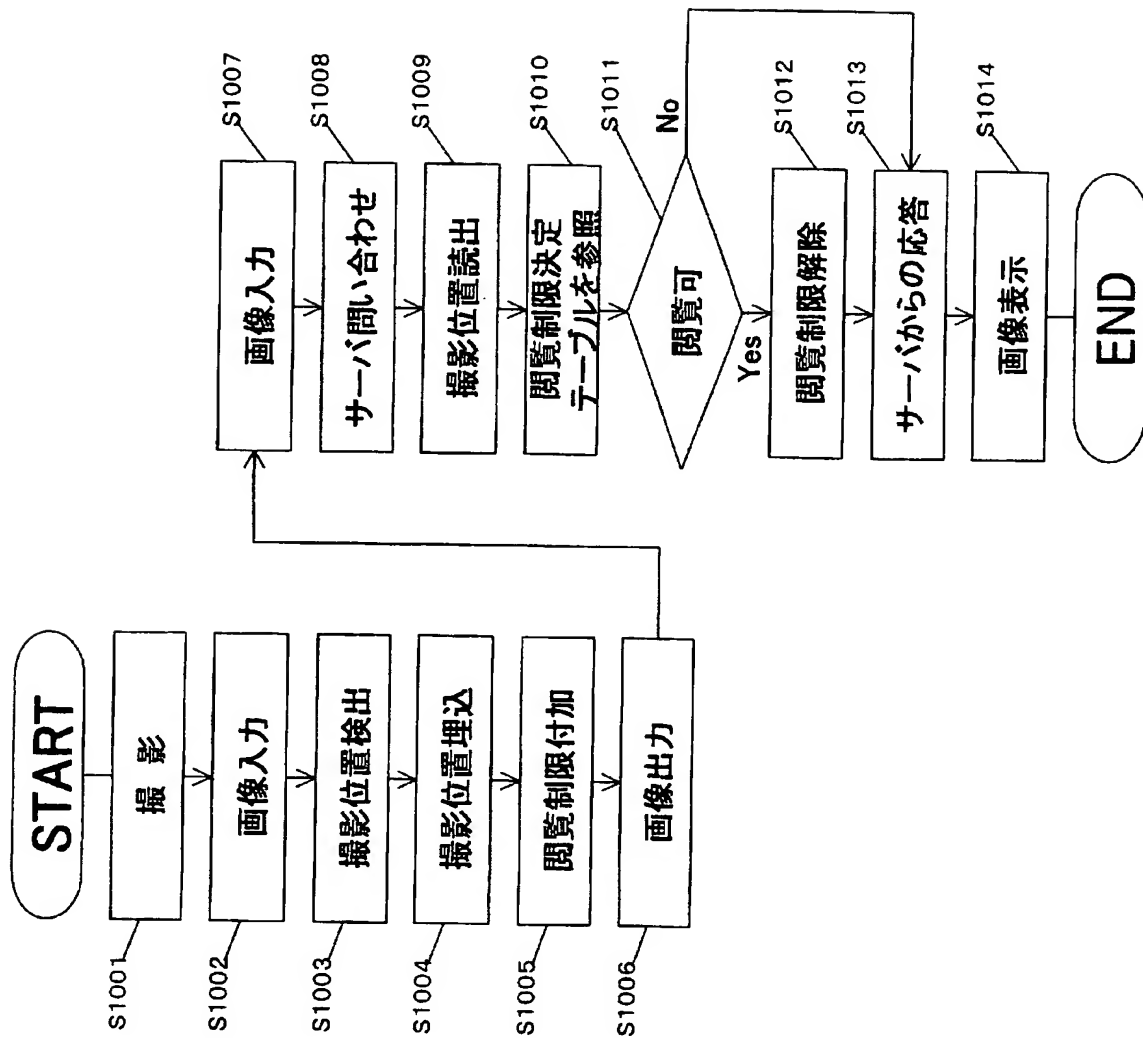 START
S1001
撮 影
S1002
画像入力
S1003
撮影位置検出
S1004
撮影位置埋込
S1005
閲覧制限付加
S1006
画像出力
S1007
画像入力
S1008
サーバ問い合わせ
S1009
撮影位置読出
S1010
閲覧制限決定
テーブルを参照
S1011
閲覧可
No
Yes
S1012
閲覧制限解除
S1013
サーバからの応答
S1014
画像表示
END